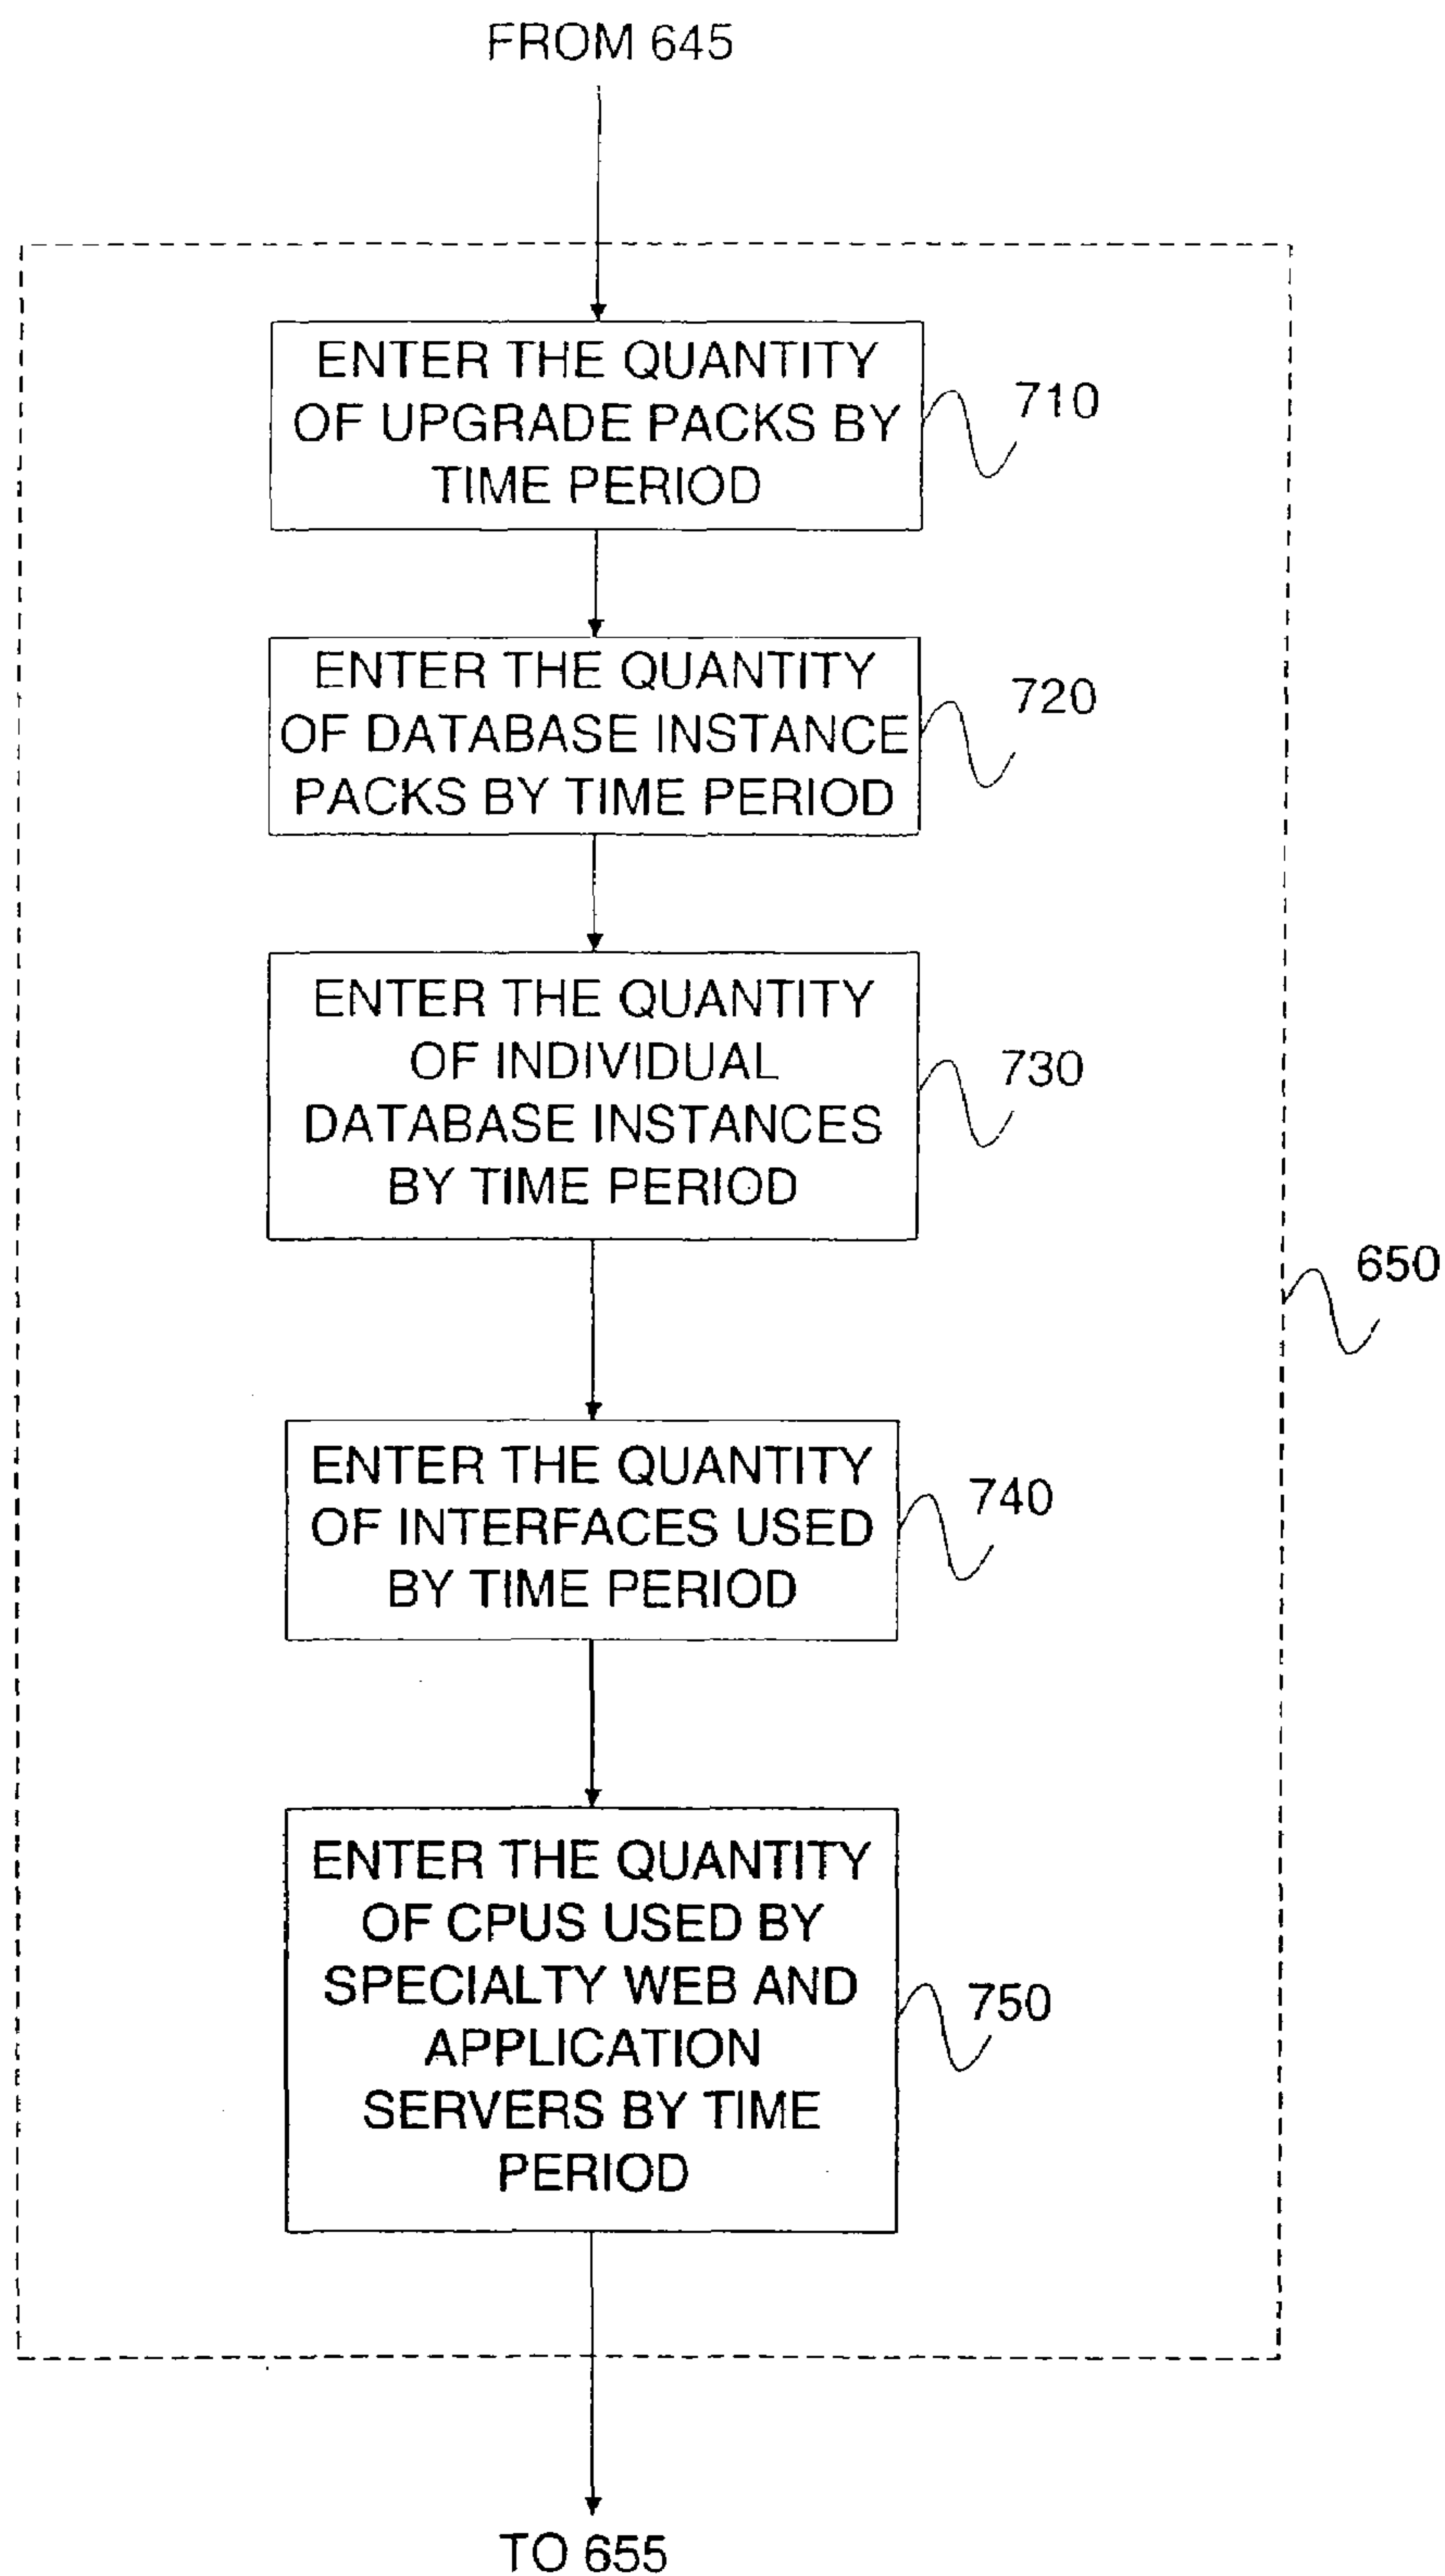 FROM 645
ENTER THE QUANTITY
OF UPGRADE PACKS BY
TIME PERIOD
710
ENTER THE QUANTITY
OF DATABASE INSTANCE
PACKS BY TIME PERIOD
720
ENTER THE QUANTITY
OF INDIVIDUAL
DATABASE INSTANCES
BY TIME PERIOD
730
650
ENTER THE QUANTITY
OF INTERFACES USED
BY TIME PERIOD
740
ENTER THE QUANTITY
OF CPUS USED BY
SPECIALTY WEB AND
APPLICATION
SERVERS BY TIME
PERIOD
750
TO 655